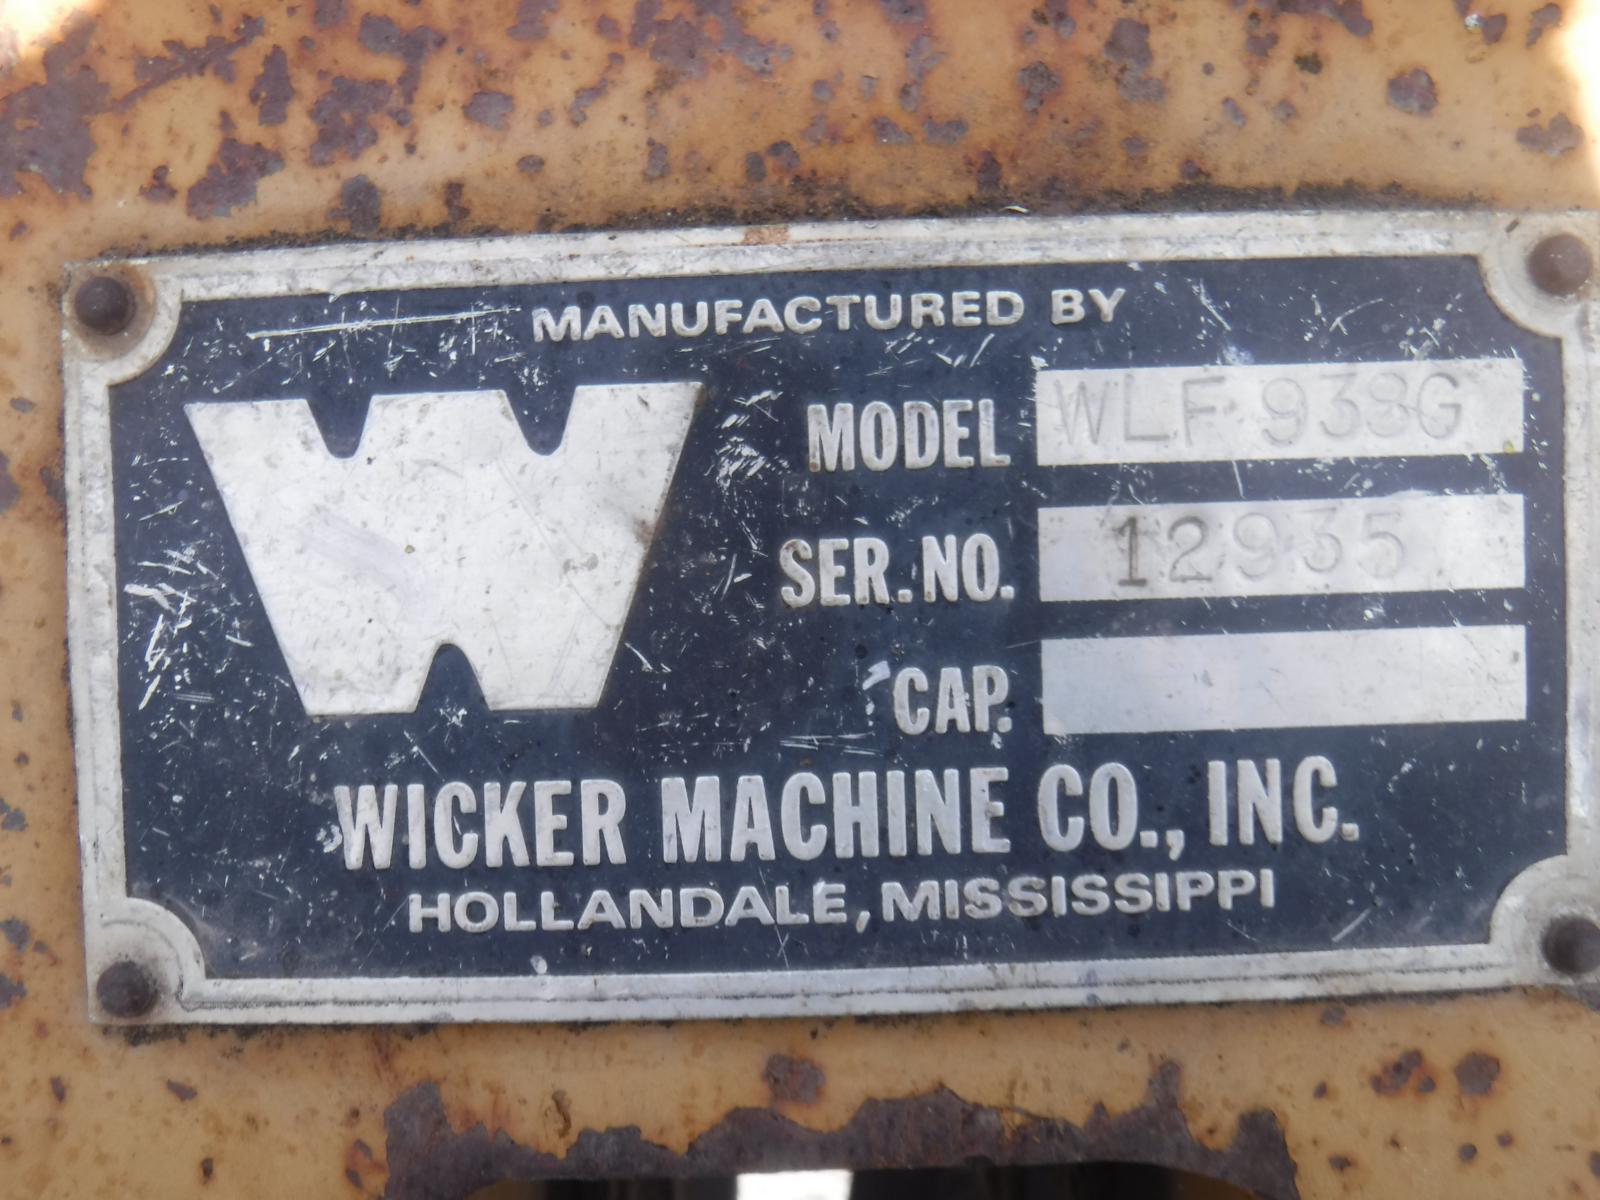 MANUFACTURED BY
W
MODEL WLF 938G
SER. NO. 12935
CAP.
WICKER MACHINE CO., INC.
HOLLANDALE, MISSISSIPPI